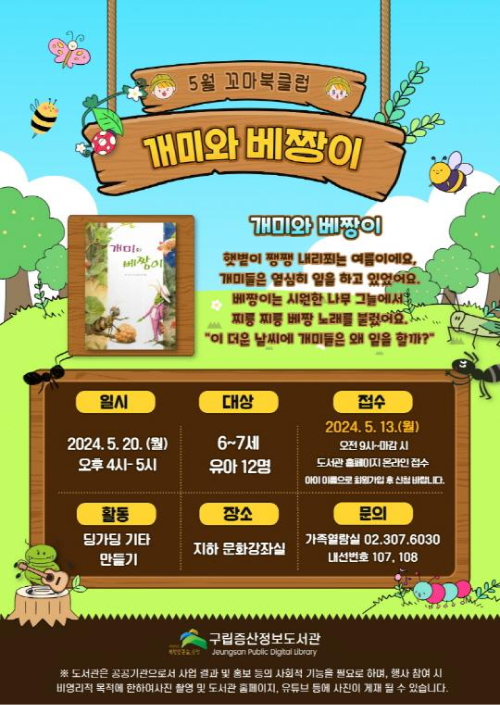 5월 꼬마북클럽
개미와 베짱이
개미와
베짱이
개미와 베짱이
햇볕이 쨍쨍 내리쬐는 여름이에요.
개미들은 열심히 일을 하고 있었어요.
베짱이는 시원한 나무 그늘에서
찌릉 찌릉 베짱 노래를 불렀어요.
"이 더운 날씨에 개미들은 왜 일을 할까?"
일시
2024. 5. 20. (월)
오후 4시- 5시
대상
6~7세
유아 12명
접수
2024. 5. 13.(월)
오전 9시~마감 시
도서관 홈페이지 온라인 접수
아이 이름으로 회원가입 후 신청 바랍니다.
활동
딩가딩 기타
만들기
장소
지하 문화강좌실
문의
가족열람실 02.307.6030
내선번호 107, 108
구립증산정보도서관
Jeungsan Public Digital Library
※ 도서관은 공공기관으로서 사업 결과 및 홍보 등의 사회적 기능을 필요로 하며, 행사 참여 시
비영리적 목적에 한하여사진 촬영 및 도서관 홈페이지, 유튜브 등에 사진이 게재 될 수 있습니다.